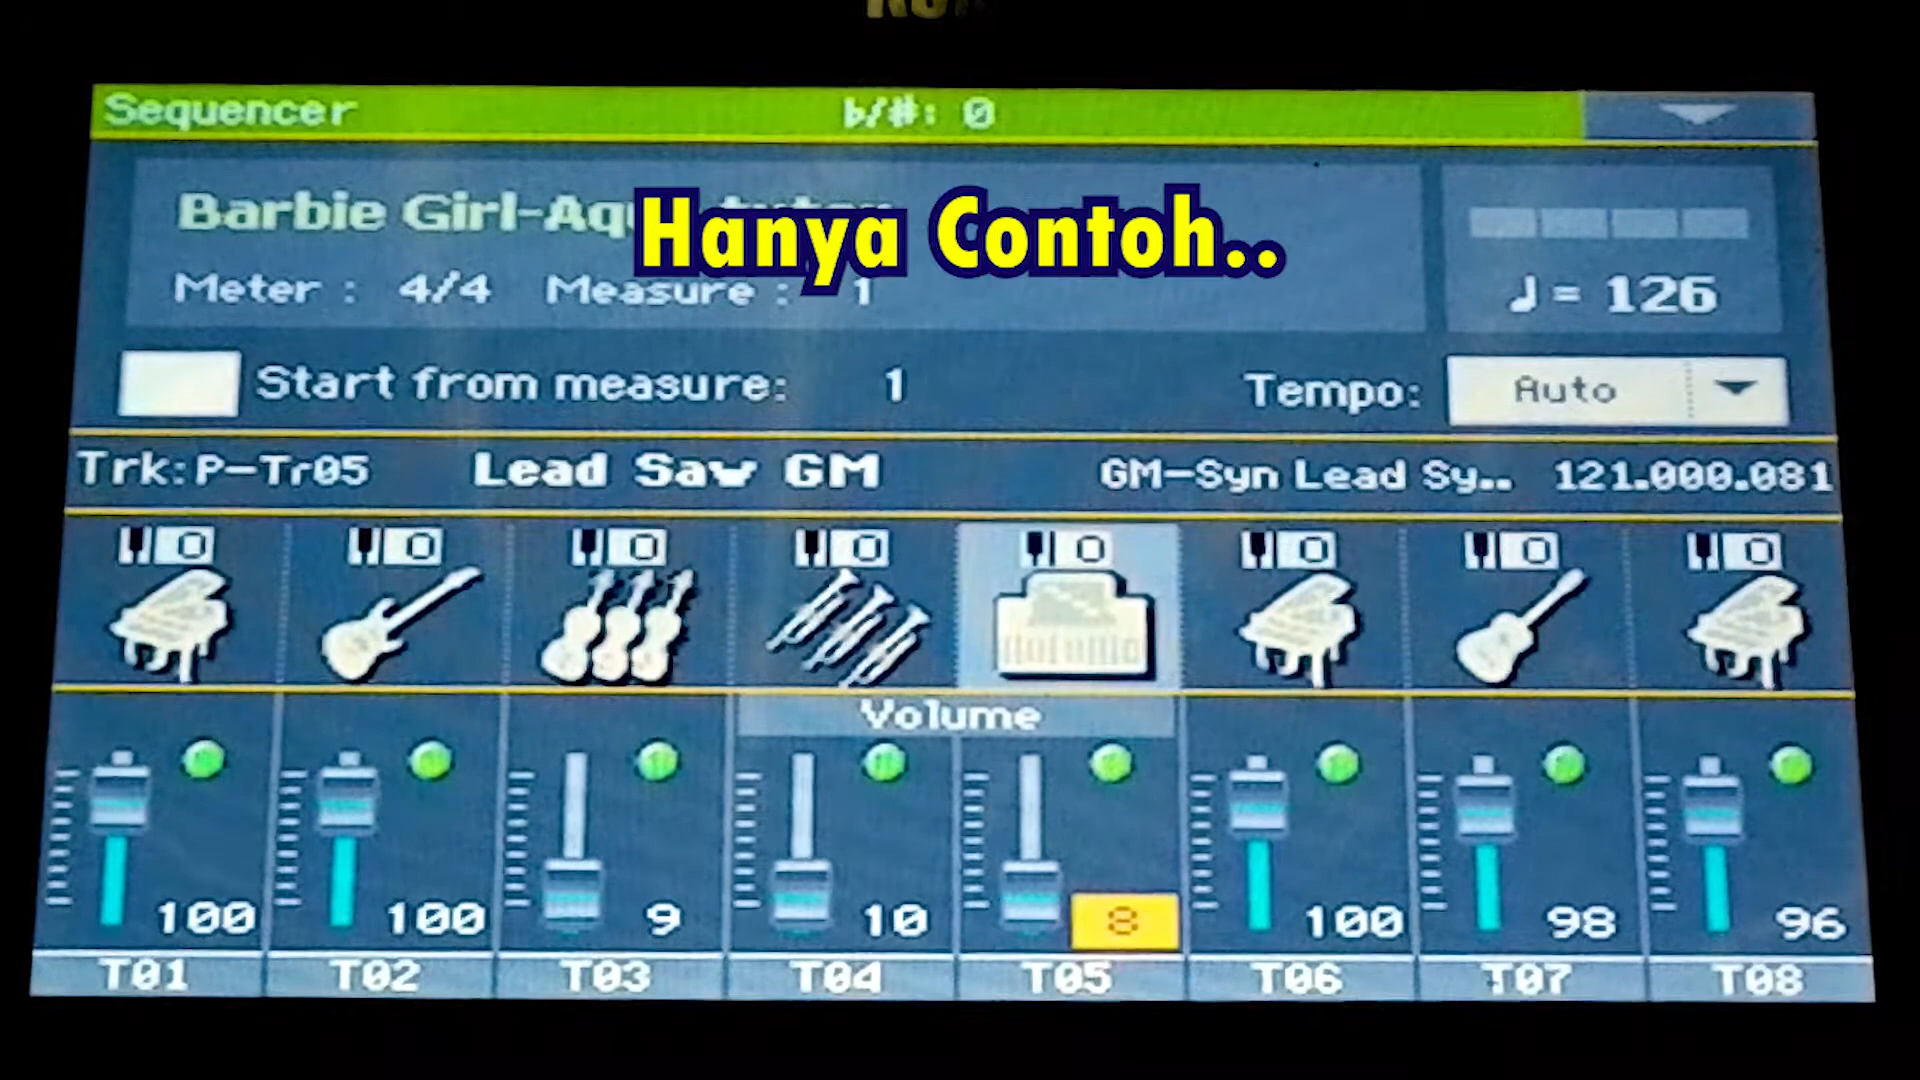 Sequencer b/#: 0
Barbie Girl-Aq
Hanya Contoh..
Meter : 4/4 Measure : 1
♩= 126
Start from measure: 1 Tempo: Auto
Trk:P-Tr05 Lead Saw GM GM-Syn Lead Sy.. 121.000.081
Volume
100 100 9 10 8 100 98 96
T01 T02 T03 T04 T05 T06 T07 T08